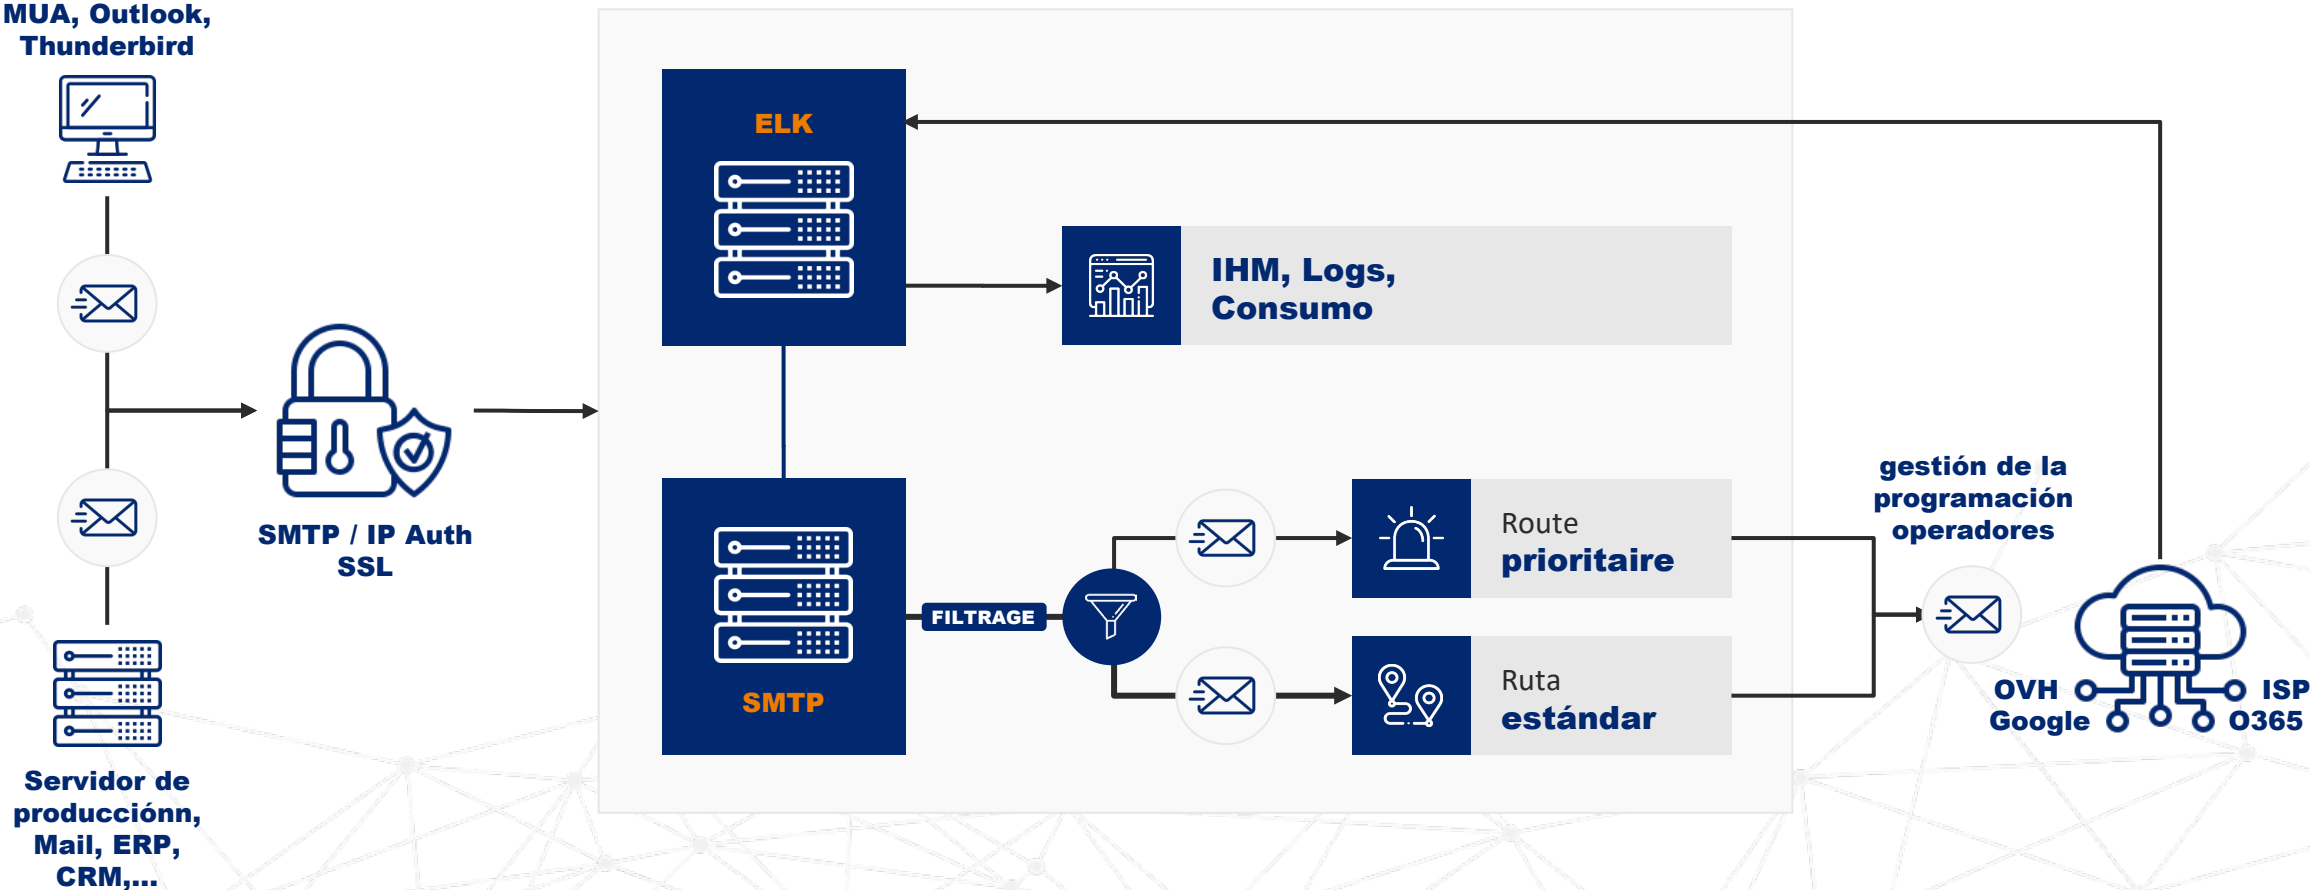 MUA, Outlook,
Thunderbird
SMTP / IP Auth
SSL
Servidor de
producciónn,
Mail, ERP,
CRM,...
ELK
IHM, Logs,
Consumo
SMTP
FILTRAGE
Route
prioritaire
Ruta
estándar
gestión de la
programación
operadores
OVH
Google
ISP
O365